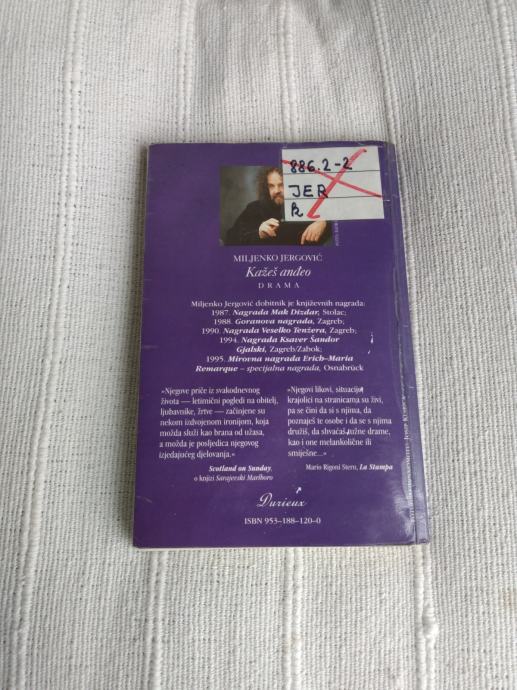 886.2-2
JER
k
MILJENKO JERGOVIĆ
Kažeš anđeo
DRAMA
Miljenko Jergović dobitnik je književnih nagrada:
1987. Nagrada Mak Dizdar, Stolac;
1988. Goranova nagrada, Zagreb;
1990. Nagrada Veselko Tenžera, Zagreb;
1994. Nagrada Ksaver Šandor
Gjalski, Zagreb/Zabok;
1995. Mirovna nagrada Erich-Maria
Remarque – specijalna nagrada, Osnabrück
»Njegove priče iz svakodnevnog
života — letimični pogledi na obitelj,
ljubavnike, žrtve — začinjene su
nekom izdvojenom ironijom, koja
možda služi kao brana od užasa,
a možda je posljedica njegovog
izjedajućeg djelovanja.«
Scotland on Sunday,
o knjizi Sarajevski Marlboro
»Njegovi likovi, situacije,
krajolici na stranicama su živi,
pa se čini da si s njima, da
poznaješ te osobe i da se s njima
družiš, da shvaćaš tužne drame,
kao i one melankolične ili
smiješne...«
Mario Rigoni Stern, La Stampa
Durieux
ISBN 953-188-120-0